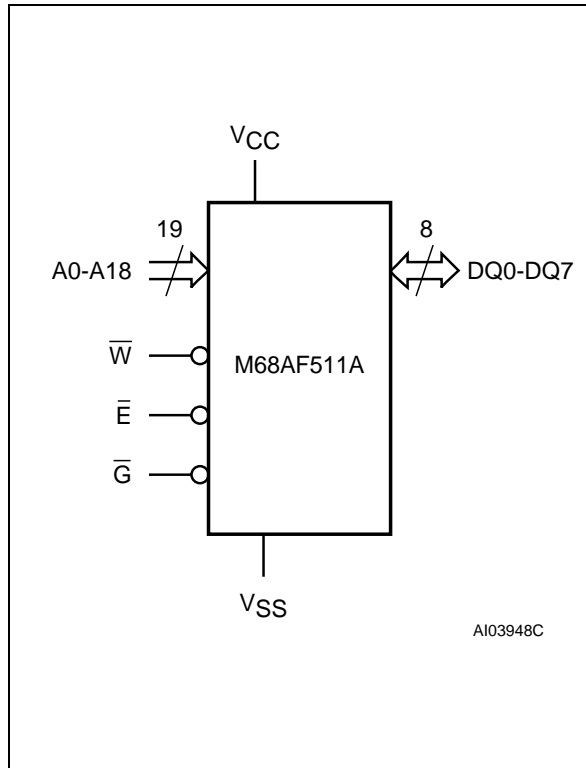 VCC
19
8
A0-A18
DQ0-DQ7
W̅
M68AF511A
E̅
G̅
VSS
AI03948C